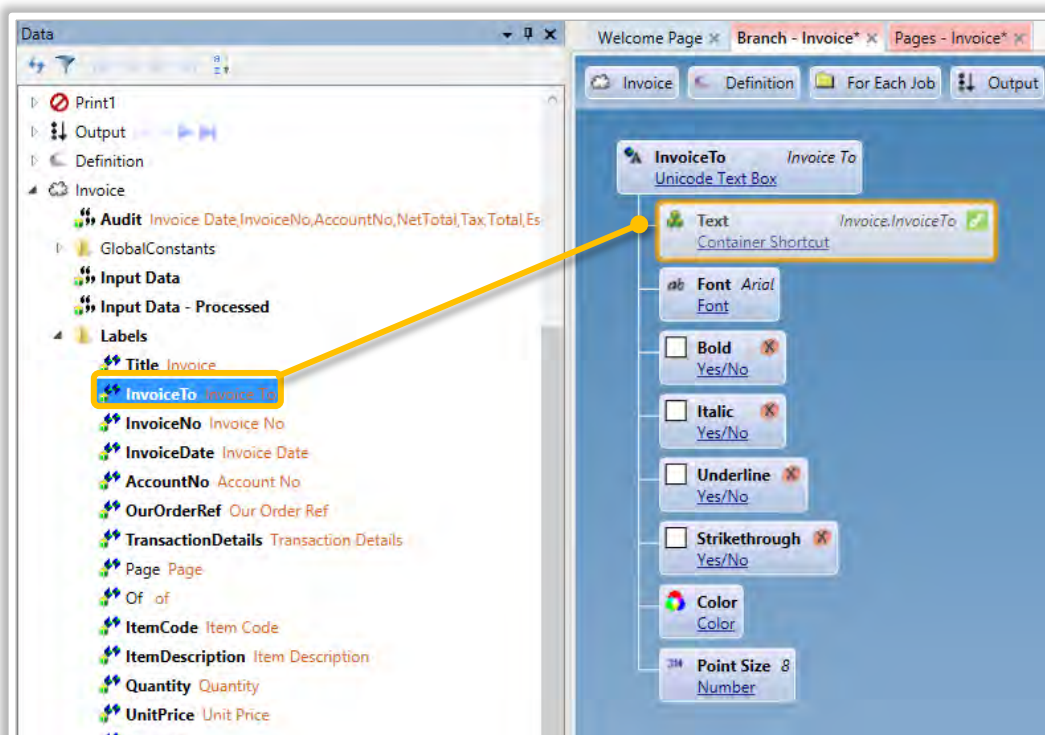 Data
Print1
Output
Definition
Invoice
Audit Invoice Date,InvoiceNo,AccountNo,NetTotal,Tax,Total,Es
GlobalConstants
Input Data
Input Data - Processed
Labels
Title Invoice
InvoiceTo Invoice To
InvoiceNo Invoice No
InvoiceDate Invoice Date
AccountNo Account No
OurOrderRef Our Order Ref
TransactionDetails Transaction Details
Page Page
Of of
ItemCode Item Code
ItemDescription Item Description
Quantity Quantity
UnitPrice Unit Price
Welcome Page Branch - Invoice* Pages - Invoice*
Invoice Definition For Each Job Output
InvoiceTo Invoice To
Unicode Text Box
Text Invoice.InvoiceTo
Container Shortcut
ab Font Arial
Font
Bold
Yes/No
Italic
Yes/No
Underline
Yes/No
Strikethrough
Yes/No
Color
Color
Point Size 8
Number